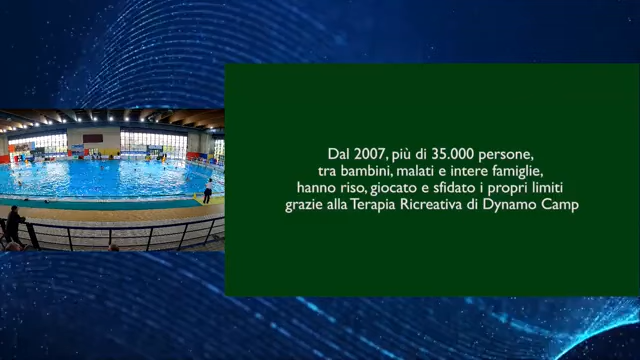 Dal 2007, più di 35.000 persone,
tra bambini, malati e intere famiglie,
hanno riso, giocato e sfidato i propri limiti
grazie alla Terapia Ricreativa di Dynamo Camp